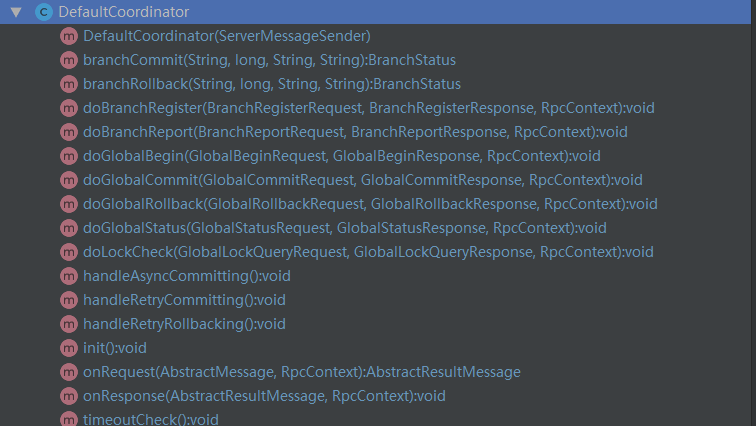 DefaultCoordinator
DefaultCoordinator(ServerMessageSender)
branchCommit(String, long, String, String):BranchStatus
branchRollback(String, long, String, String):BranchStatus
doBranchRegister(BranchRegisterRequest, BranchRegisterResponse, RpcContext):void
doBranchReport(BranchReportRequest, BranchReportResponse, RpcContext):void
doGlobalBegin(GlobalBeginRequest, GlobalBeginResponse, RpcContext):void
doGlobalCommit(GlobalCommitRequest, GlobalCommitResponse, RpcContext):void
doGlobalRollback(GlobalRollbackRequest, GlobalRollbackResponse, RpcContext):void
doGlobalStatus(GlobalStatusRequest, GlobalStatusResponse, RpcContext):void
doLockCheck(GlobalLockQueryRequest, GlobalLockQueryResponse, RpcContext):void
handleAsyncCommitting():void
handleRetryCommitting():void
handleRetryRollbacking():void
init():void
onRequest(AbstractMessage, RpcContext):AbstractResultMessage
onResponse(AbstractResultMessage, RpcContext):void
timeoutCheck():void